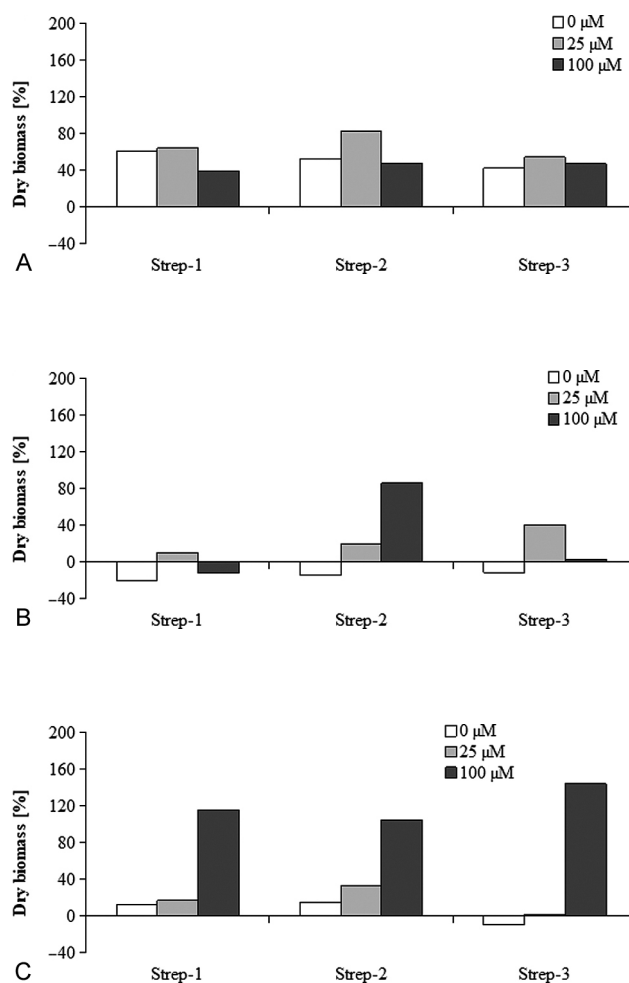 200
160
120
80
40
0
–40
Dry biomass [%]
0 µM
25 µM
100 µM
Strep-1 Strep-2 Strep-3
A
200
160
120
80
40
0
–40
Dry biomass [%]
0 µM
25 µM
100 µM
Strep-1 Strep-2 Strep-3
B
200
160
120
80
40
0
–40
Dry biomass [%]
0 µM
25 µM
100 µM
Strep-1 Strep-2 Strep-3
C